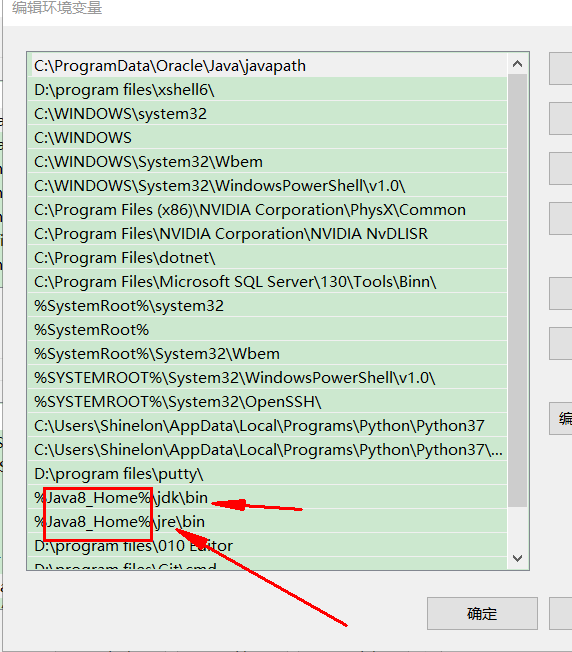 编辑环境变量
C:\ProgramData\Oracle\Java\javapath
D:\program files\xshell6\
C:\WINDOWS\system32
C:\WINDOWS
C:\WINDOWS\System32\Wbem
C:\WINDOWS\System32\WindowsPowerShell\v1.0\
C:\Program Files (x86)\NVIDIA Corporation\PhysX\Common
C:\Program Files\NVIDIA Corporation\NVIDIA NvDLISR
C:\Program Files\dotnet\
C:\Program Files\Microsoft SQL Server\130\Tools\Binn\
%SystemRoot%\system32
%SystemRoot%
%SystemRoot%\System32\Wbem
%SYSTEMROOT%\System32\WindowsPowerShell\v1.0\
%SYSTEMROOT%\System32\OpenSSH\
C:\Users\Shinelon\AppData\Local\Programs\Python\Python37
C:\Users\Shinelon\AppData\Local\Programs\Python\Python37\...
编
D:\program files\putty\
%Java8_Home%\jdk\bin
%Java8_Home%\jre\bin
D:\program files\010 Editor
D:\program files\Git\cmd
确定